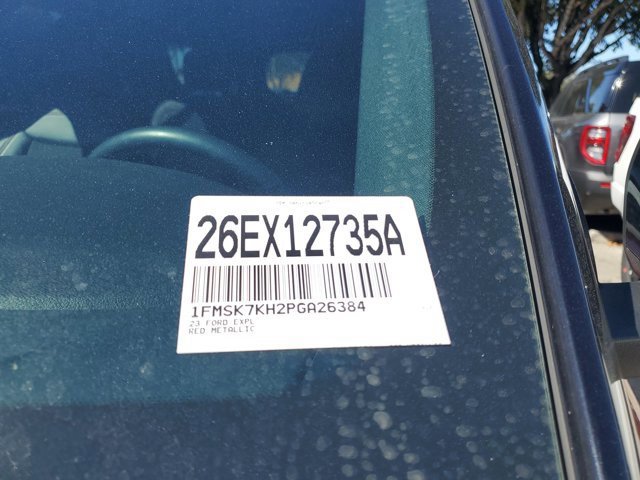 26EX12735A
1FMSK7KH2PGA26384
23 FORD EXPL
RED METALLIC